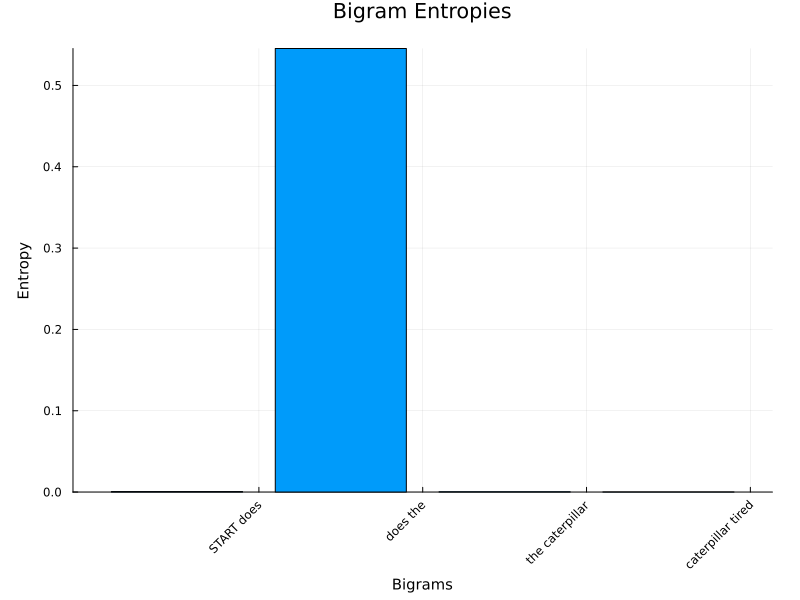 Bigram Entropies
Entropy
0.5
0.4
0.3
0.2
0.1
0.0
START does
does the
the caterpillar
caterpillar tired
Bigrams